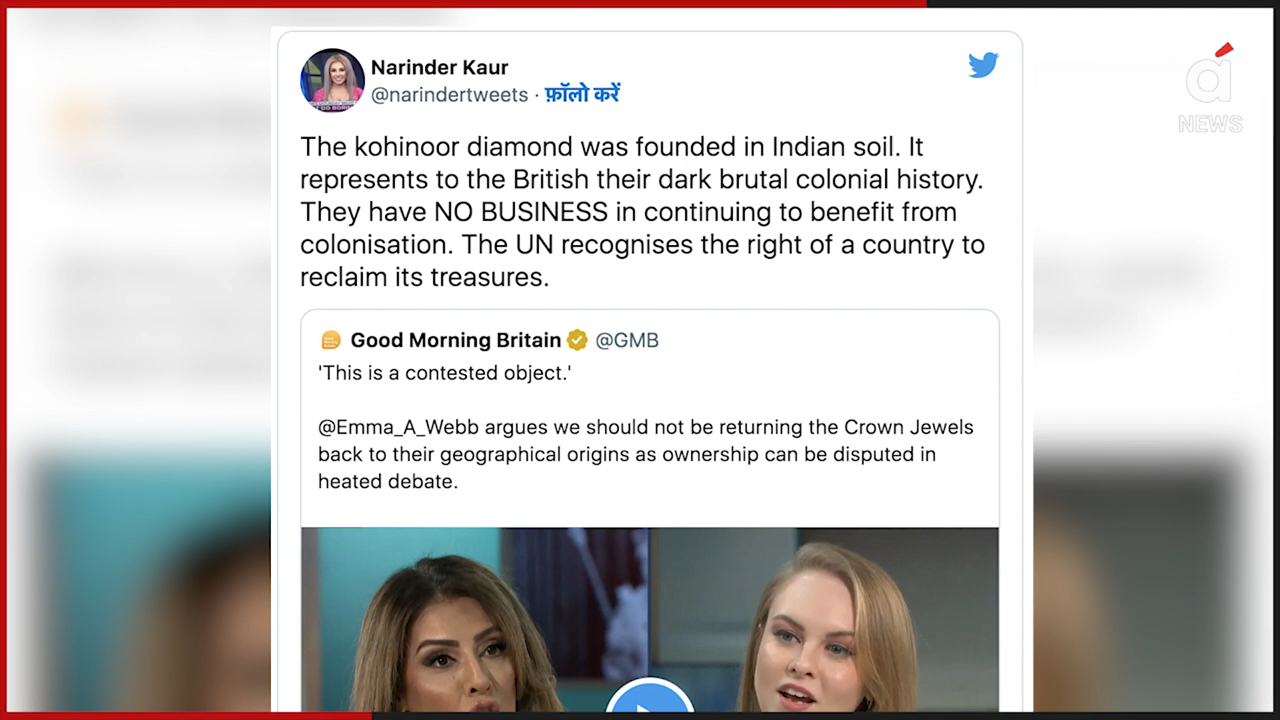 Narinder Kaur
@narindertweets · फ़ॉलो करें
The kohinoor diamond was founded in Indian soil. It
represents to the British their dark brutal colonial history.
They have NO BUSINESS in continuing to benefit from
colonisation. The UN recognises the right of a country to
reclaim its treasures.
Good Morning Britain @GMB
'This is a contested object.'
@Emma_A_Webb argues we should not be returning the Crown Jewels
back to their geographical origins as ownership can be disputed in
heated debate.
á
NEWS